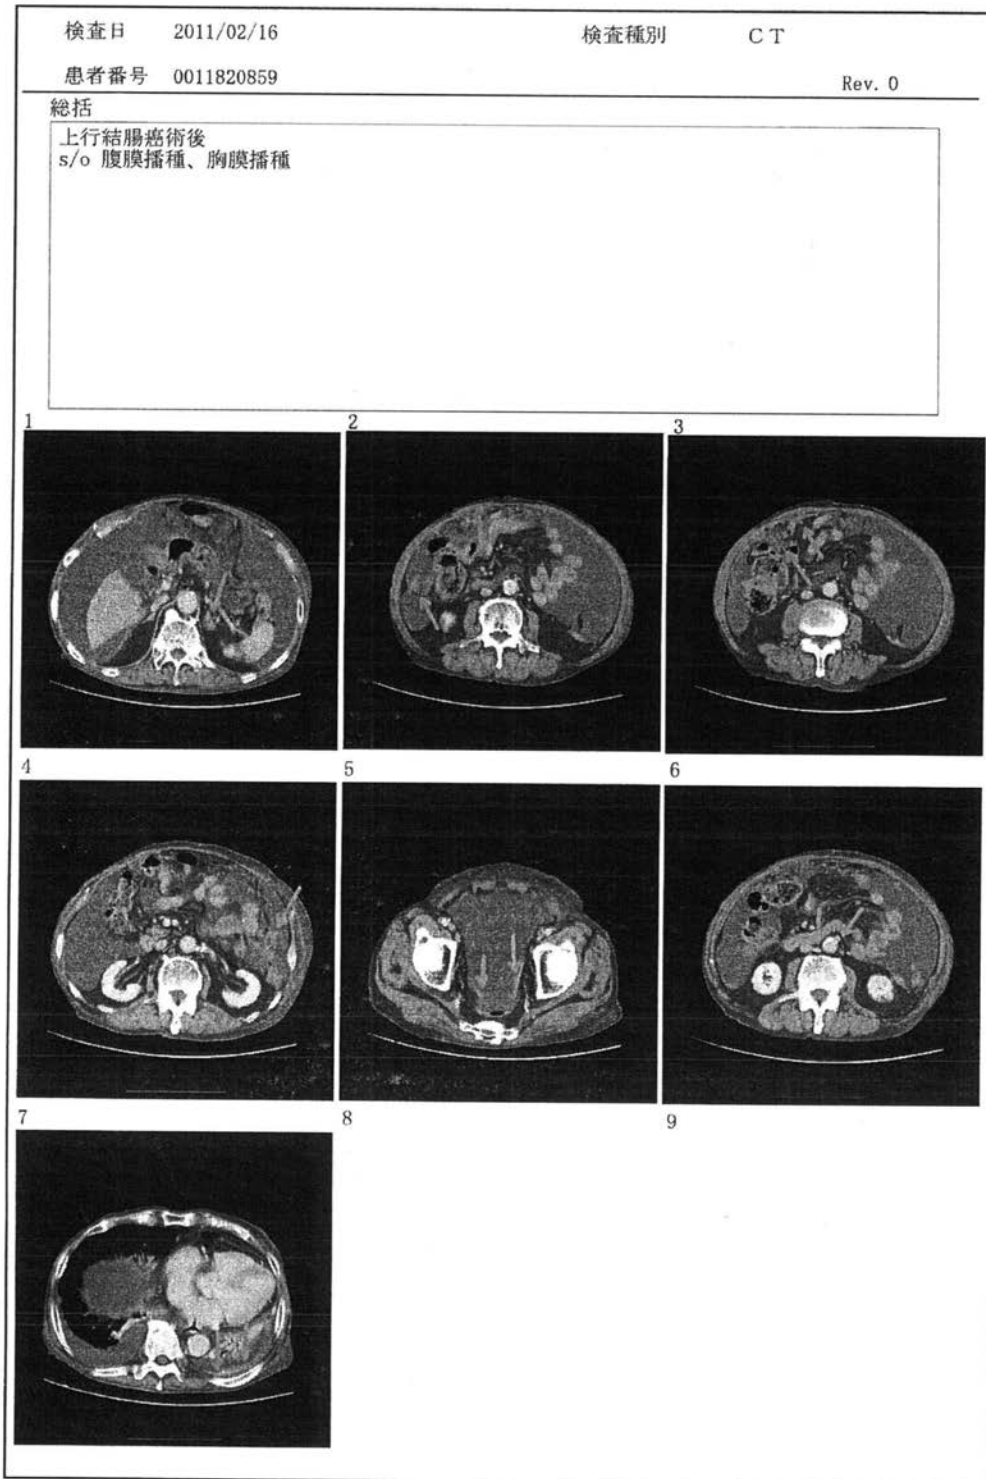 検査日 2011/02/16 検査種別 CT
患者番号 0011820859 Rev. 0
総括
上行結腸癌術後
s/o 腹膜播種、胸膜播種
1 2 3
4 5 6
7 8 9